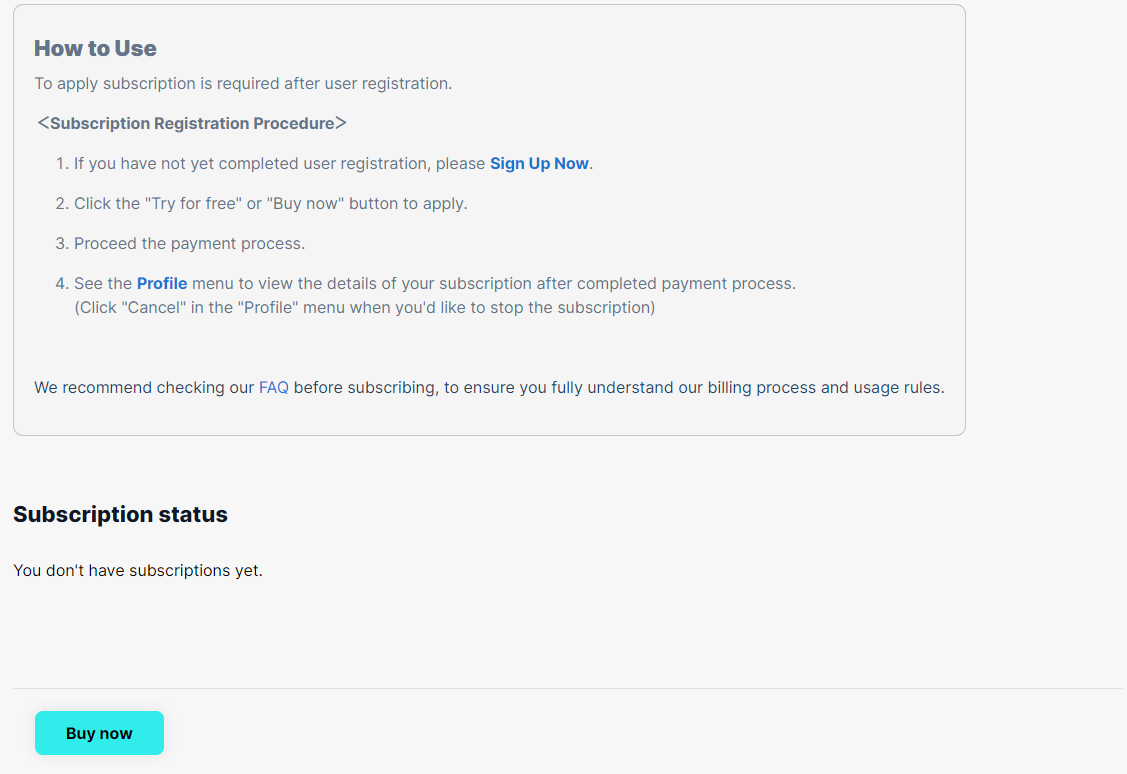 How to Use
To apply subscription is required after user registration.
＜Subscription Registration Procedure＞
1. If you have not yet completed user registration, please Sign Up Now.
2. Click the "Try for free" or "Buy now" button to apply.
3. Proceed the payment process.
4. See the Profile menu to view the details of your subscription after completed payment process.
(Click "Cancel" in the "Profile" menu when you'd like to stop the subscription)
We recommend checking our FAQ before subscribing, to ensure you fully understand our billing process and usage rules.
Subscription status
You don't have subscriptions yet.
Buy now